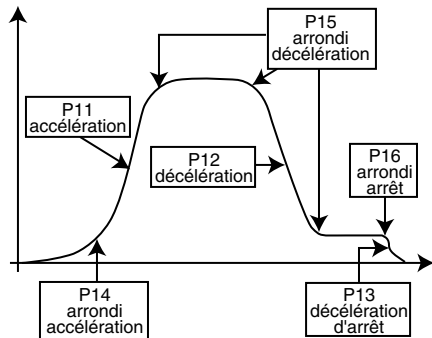 P15
arrondi
décélération
P11
accélération
P12
décélération
P16
arrondi
arrêt
P14
arrondi
accélération
P13
décélération
d'arrêt